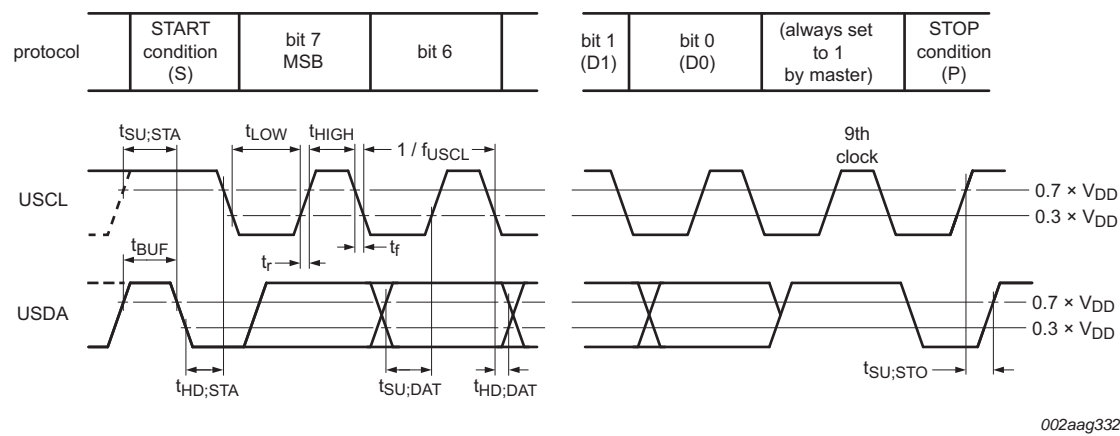 protocol
START
condition
(S)
bit 7
MSB
bit 6
bit 1
(D1)
bit 0
(D0)
(always set
to 1
by master)
STOP
condition
(P)
tSU;STA
tLOW
tHIGH
1 / fUSCL
9th
clock
USCL
0.7 × VDD
0.3 × VDD
tBUF
tr
tf
USDA
0.7 × VDD
0.3 × VDD
tHD;STA
tSU;DAT
tHD;DAT
tSU;STO
002aag332